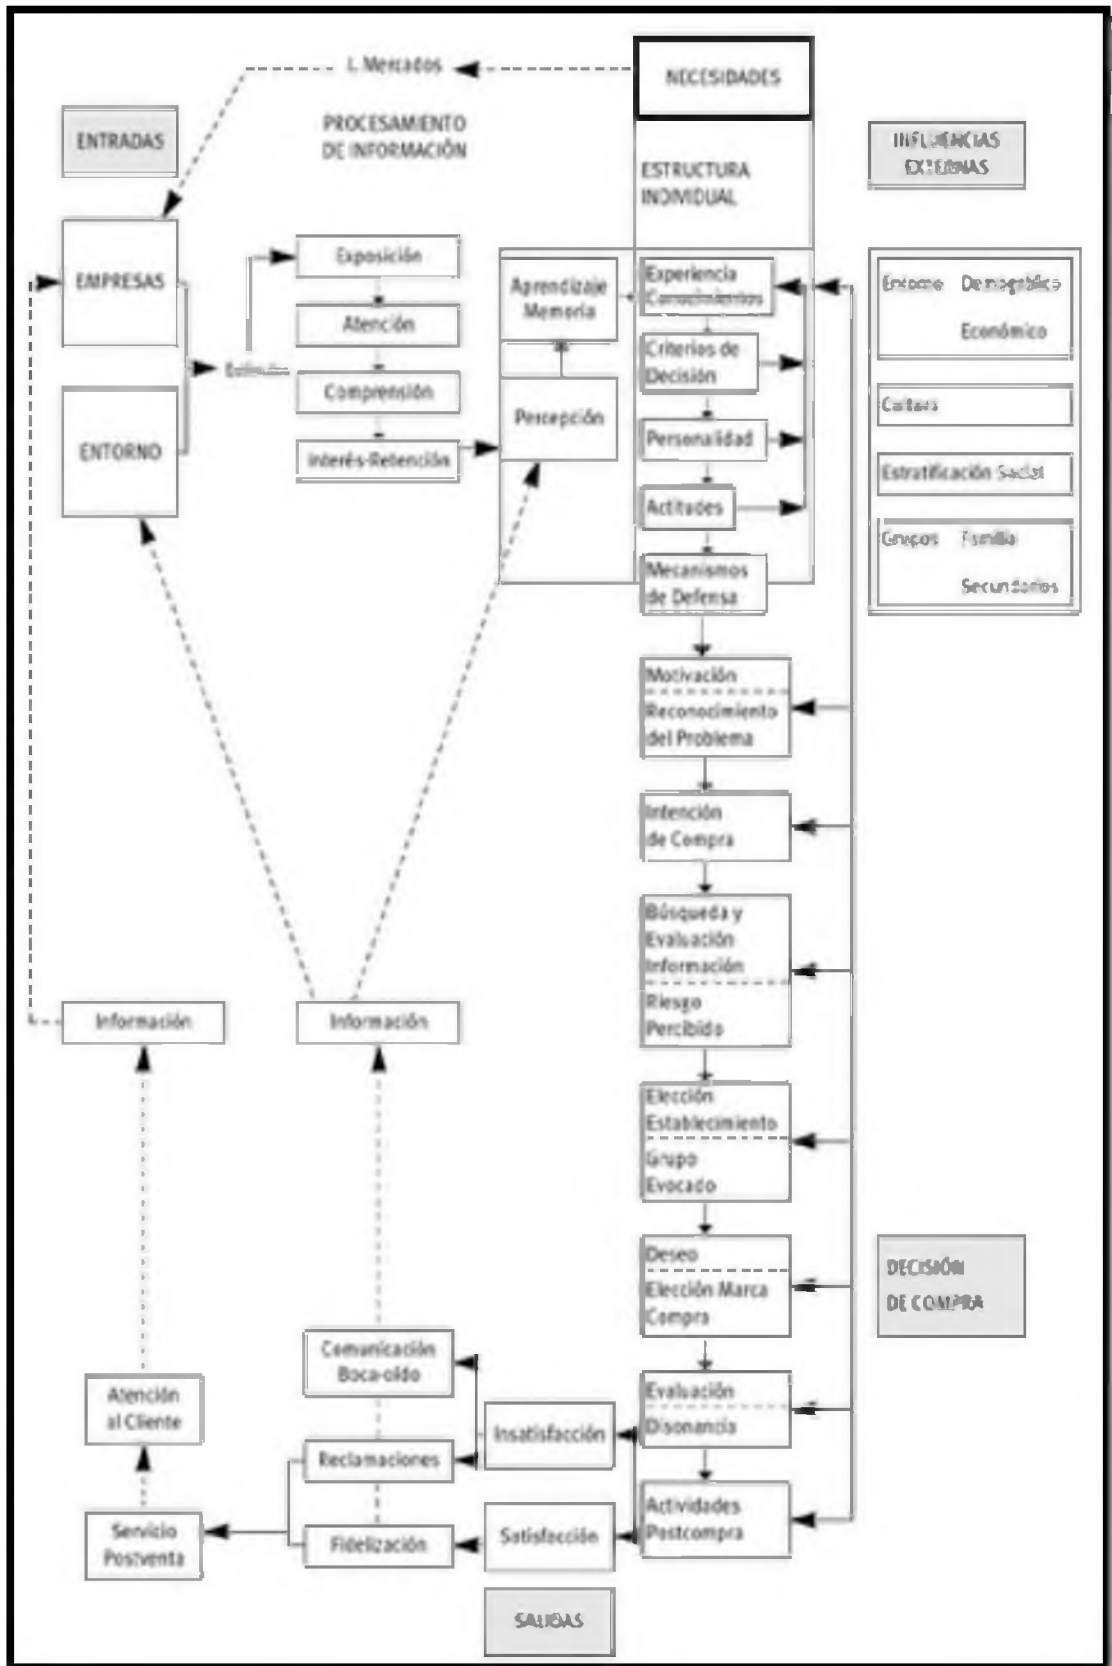 I. Mercados
NECESIDADES
ENTRADAS
PROCESAMIENTO
DE INFORMACIÓN
INFLUENCIAS
EXTERNAS
ESTRUCTURA
INDIVIDUAL
EMPRESAS
ENTORNO
Exposición
Atención
Comprensión
Interés-Retención
Aprendizaje
Memoria
Percepción
Experiencia
Conocimientos
Criterios de
Decisión
Personalidad
Actitudes
Mecanismos
de Defensa
Entorno Demográfico
Económico
Cultura
Estratificación Social
Grupos Familia
Secundarios
Motivación
Reconocimiento
del Problema
Intención
de Compra
Búsqueda y
Evaluación
Información
Riesgo
Percibido
Información
Información
Elección
Establecimiento
Grupo
Evocado
Deseo
Elección Marca
Compra
DECISIÓN
DE COMPRA
Comunicación
Boca-oído
Atención
al Cliente
Evaluación
Disonancia
Insatisfacción
Reclamaciones
Actividades
Postcompra
Servicio
Postventa
Fidelización
Satisfacción
SALIDAS